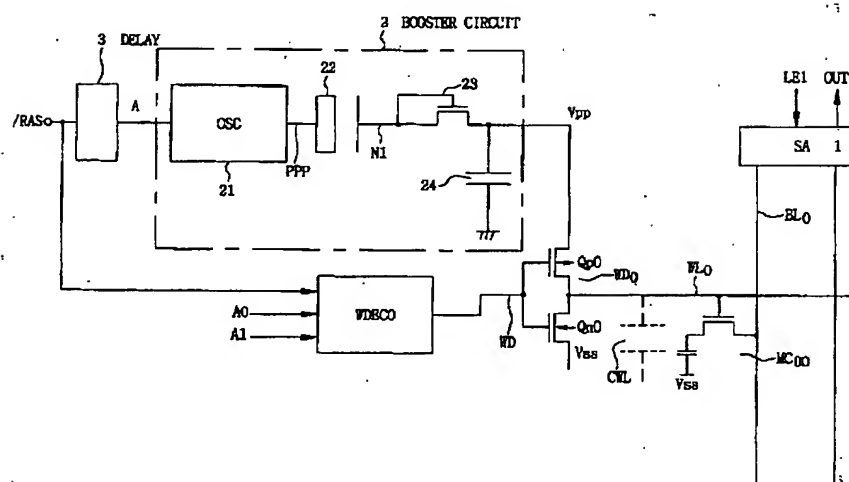 2 BOOSTER CIRCUIT
3 DELAY
22
23
LE1 OUT
/RAS
A
OSC
Vpp
SA 1
PPP
N1
21
24
BL0
Qp0
WD0
WL0
A0
WDEC0
A1
WD
Qn0
Vss
CWL
MC00
Vss